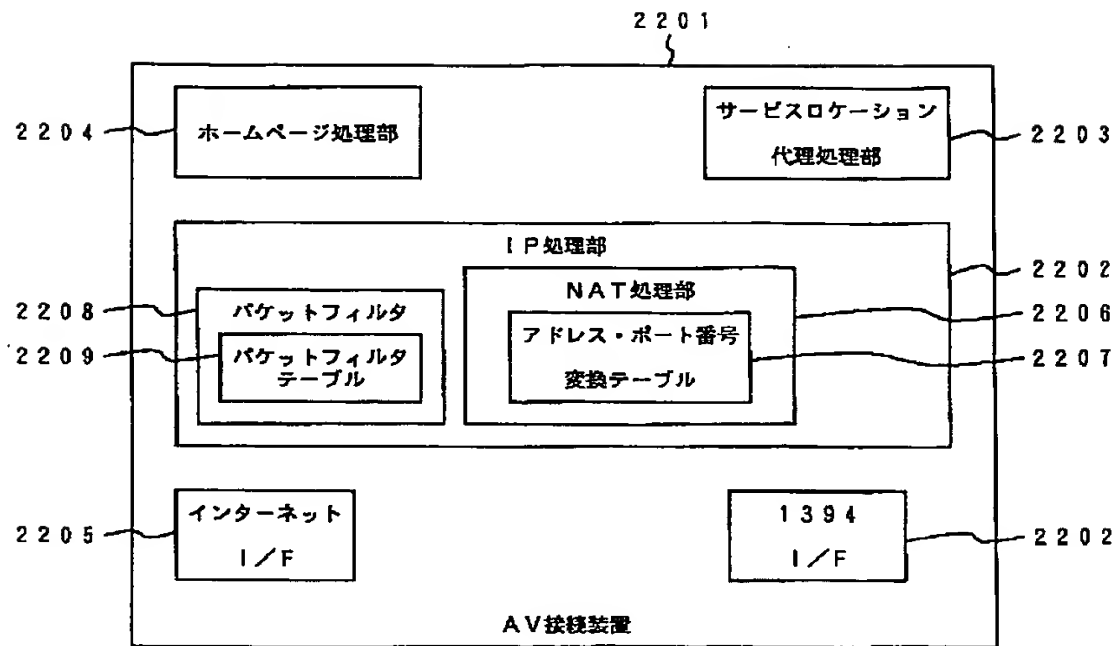 2201
2204
ホームページ処理部
サービスロケーション
代理処理部
2203
IP処理部
2202
2208
パケットフィルタ
NAT処理部
2206
2209
パケットフィルタ
テーブル
アドレス・ポート番号
変換テーブル
2207
2205
インターネット
I/F
1394
I/F
2202
AV接続装置